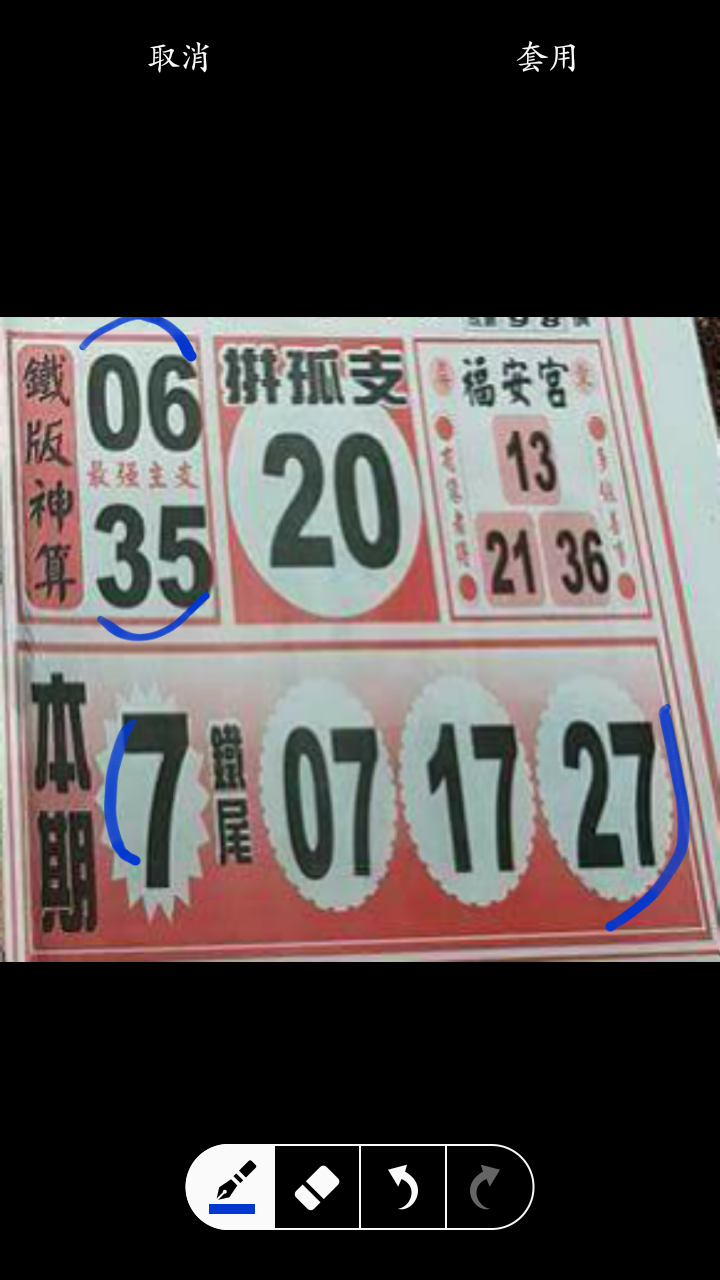 取消 套用
鐵版神算
06
最强主支
35
拼孤支
20
福安宮
13
21 36
本期
7
鐵尾
07 17 27